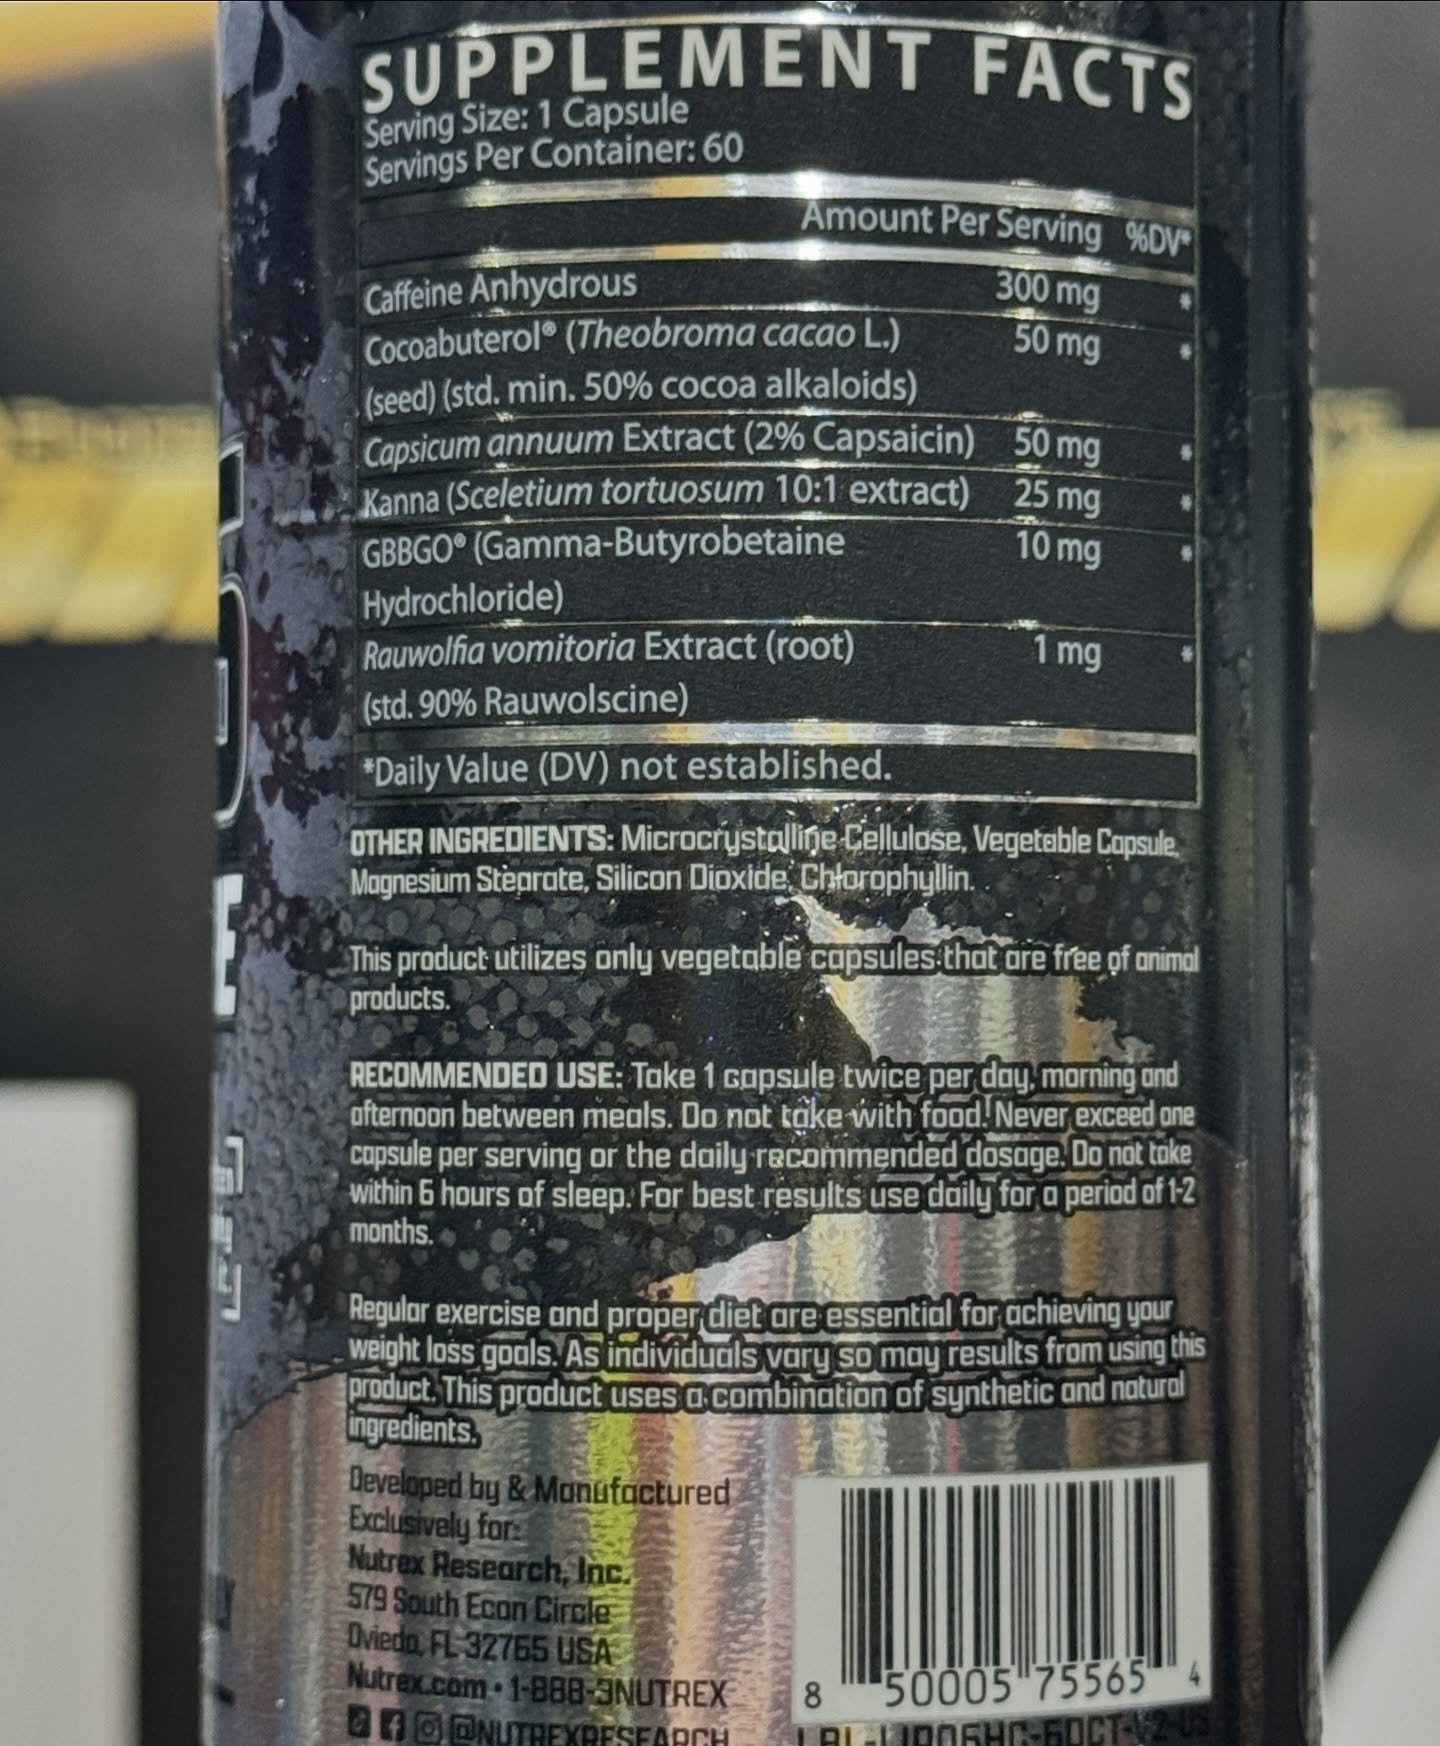 SUPPLEMENT FACTS
Serving Size: 1 Capsule
Servings Per Container: 60
Amount Per Serving %DV*
Caffeine Anhydrous 300 mg *
Cocoabuterol® (Theobroma cacao L.) 50 mg *
(seed) (std. min. 50% cocoa alkaloids)
Capsicum annuum Extract (2% Capsaicin) 50 mg *
Kanna (Sceletium tortuosum 10:1 extract) 25 mg *
GBBGO® (Gamma-Butyrobetaine 10 mg *
Hydrochloride)
Rauwolfia vomitoria Extract (root) 1 mg *
(std. 90% Rauwolscine)
*Daily Value (DV) not established.
OTHER INGREDIENTS: Microcrystalline Cellulose, Vegetable Capsule,
Magnesium Stearate, Silicon Dioxide, Chlorophyllin.
This product utilizes only vegetable capsules that are free of animal
products.
RECOMMENDED USE: Take 1 capsule twice per day, morning and
afternoon between meals. Do not take with food! Never exceed one
capsule per serving or the daily recommended dosage. Do not take
within 6 hours of sleep. For best results use daily for a period of 1-2
months.
Regular exercise and proper diet are essential for achieving your
weight loss goals. As individuals vary so may results from using this
product. This product uses a combination of synthetic and natural
ingredients.
Developed by & Manufactured
Exclusively for:
Nutrex Research, Inc.
579 South Econ Circle
Oviedo, FL 32765 USA
Nutrex.com • 1-888-3NUTREX
@NUTREXRESEARCH
8 50005 75565 4